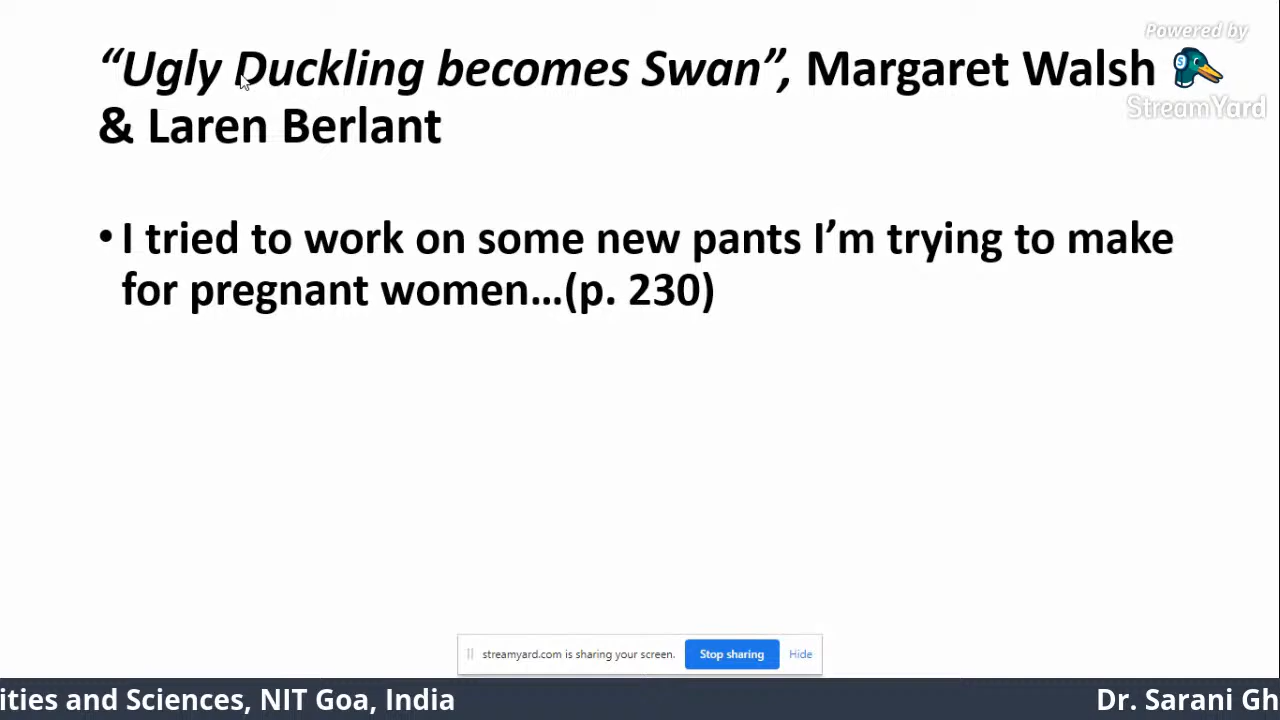 “Ugly Duckling becomes Swan”, Margaret Walsh
& Laren Berlant
Powered by
StreamYard
•I tried to work on some new pants I’m trying to make
for pregnant women...(p. 230)
streamyard.com is sharing your screen. Stop sharing Hide
ities and Sciences, NIT Goa, India Dr. Sarani Gh